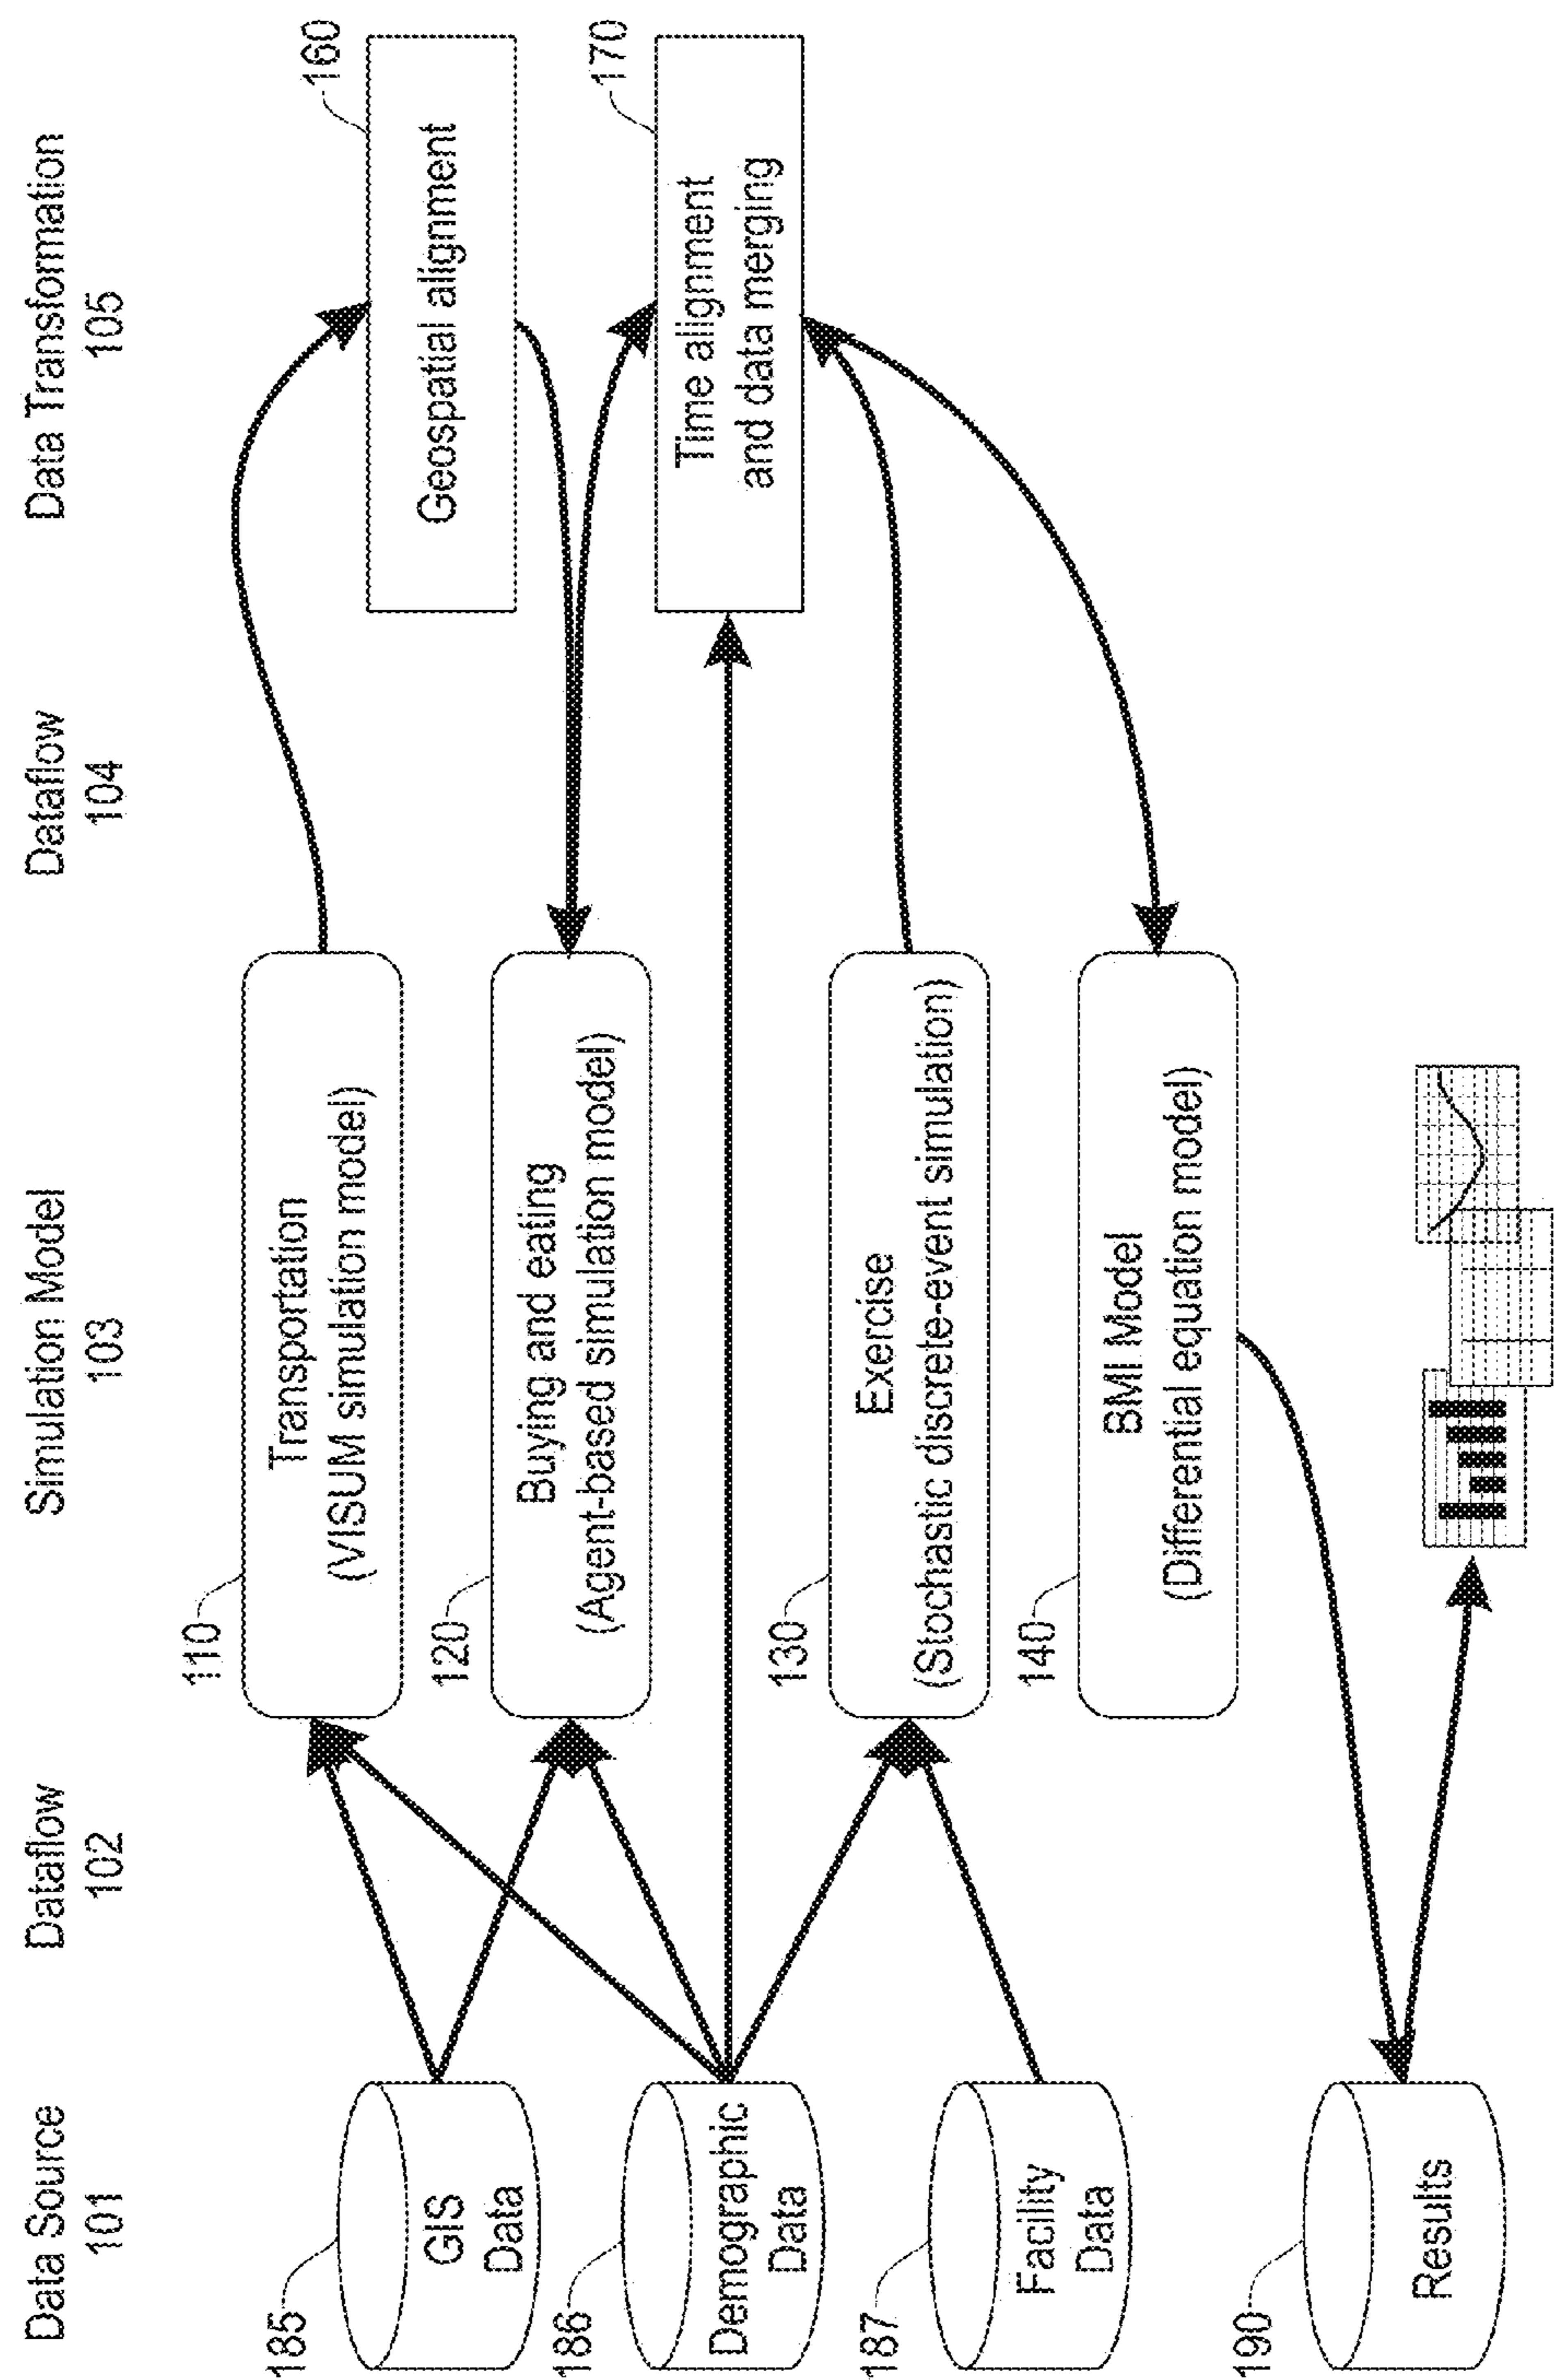 Data Source
101
Dataflow
102
Simulation Model
103
Dataflow
104
Data Transformation
105
185
GIS
Data
186
Demographic
Data
187
Facility
Data
190
Results
110
Transportation
(VISUM simulation model)
120
Buying and eating
(Agent-based simulation model)
130
Exercise
(Stochastic discrete-event simulation)
140
BMI Model
(Differential equation model)
160
Geospatial alignment
170
Time alignment
and data merging